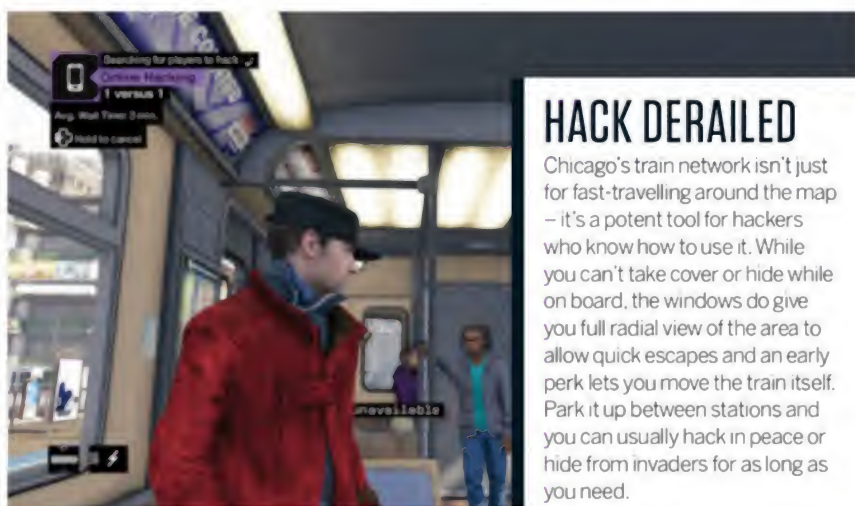 Searching for players to hack
Online Hacking
1 versus 1
Avg. Wait Time: 3 min.
Hold to cancel
unavailable
HACK DERAILED
Chicago's train network isn't just
for fast-travelling around the map
– it's a potent tool for hackers
who know how to use it. While
you can't take cover or hide while
on board, the windows do give
you full radial view of the area to
allow quick escapes and an early
perk lets you move the train itself.
Park it up between stations and
you can usually hack in peace or
hide from invaders for as long as
you need.